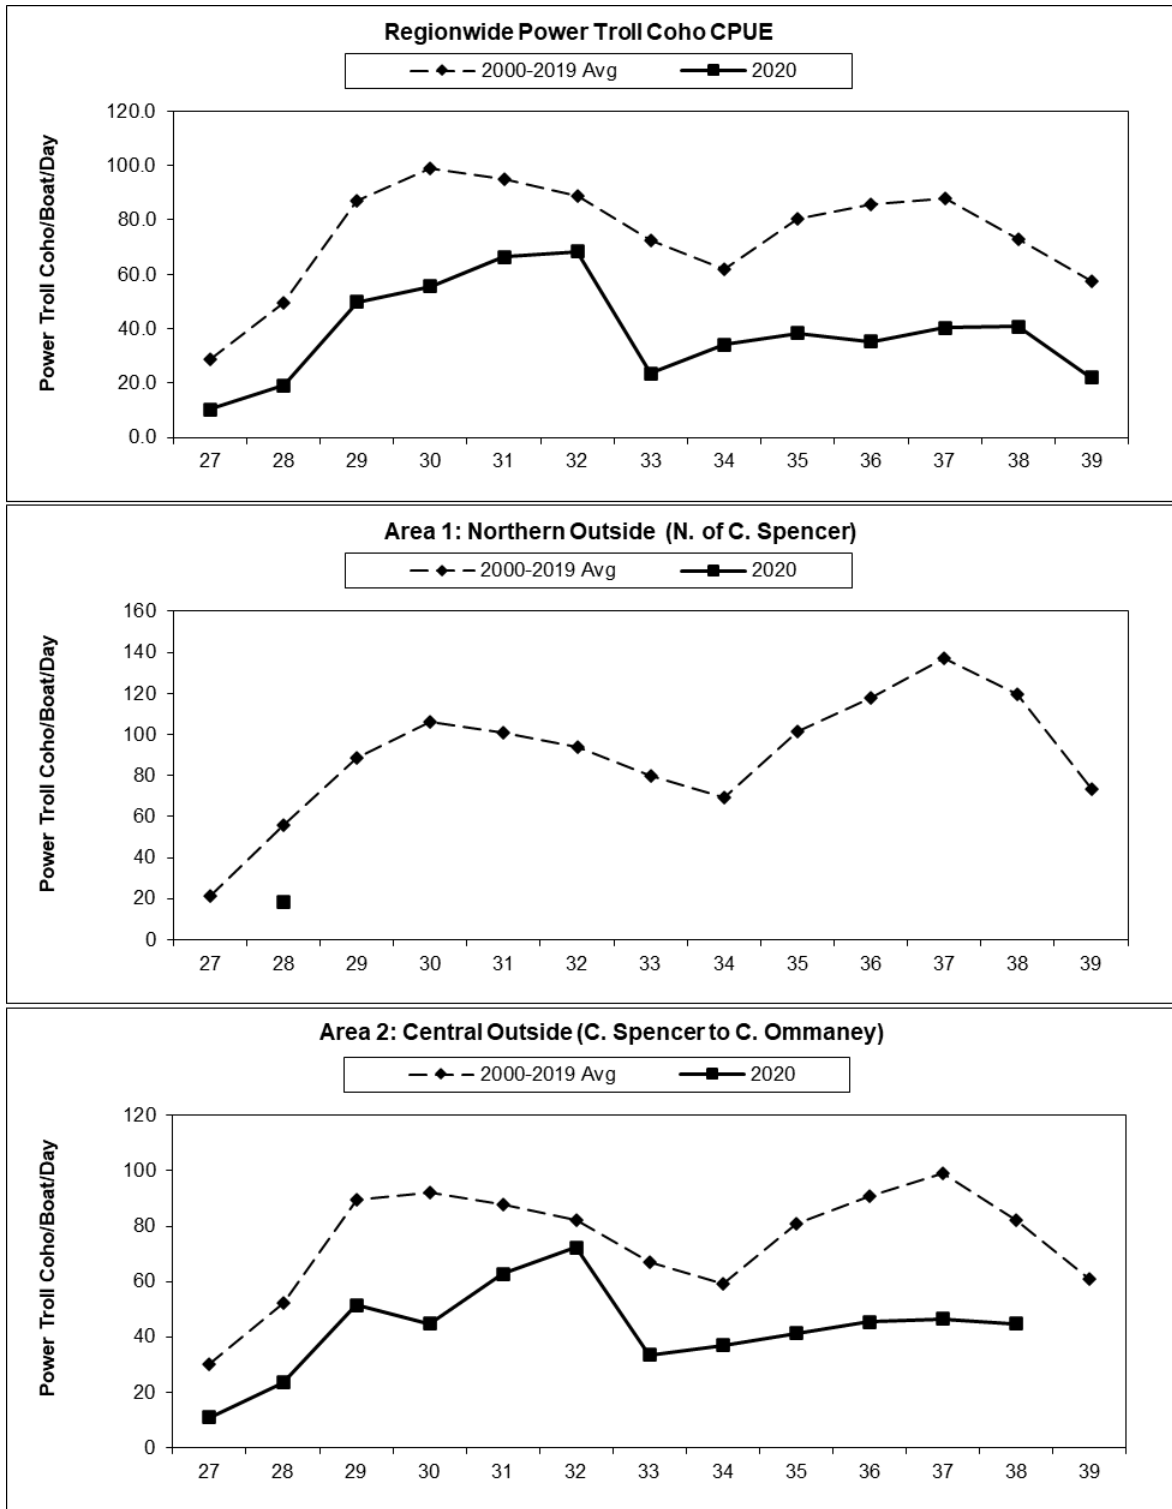 Regionwide Power Troll Coho CPUE
2000-2019 Avg 2020
Power Troll Coho/Boat/Day
120.0
100.0
80.0
60.0
40.0
20.0
0.0
27 28 29 30 31 32 33 34 35 36 37 38 39
Area 1: Northern Outside (N. of C. Spencer)
2000-2019 Avg 2020
Power Troll Coho/Boat/Day
160
140
120
100
80
60
40
20
0
27 28 29 30 31 32 33 34 35 36 37 38 39
Area 2: Central Outside (C. Spencer to C. Ommaney)
2000-2019 Avg 2020
Power Troll Coho/Boat/Day
120
100
80
60
40
20
0
27 28 29 30 31 32 33 34 35 36 37 38 39